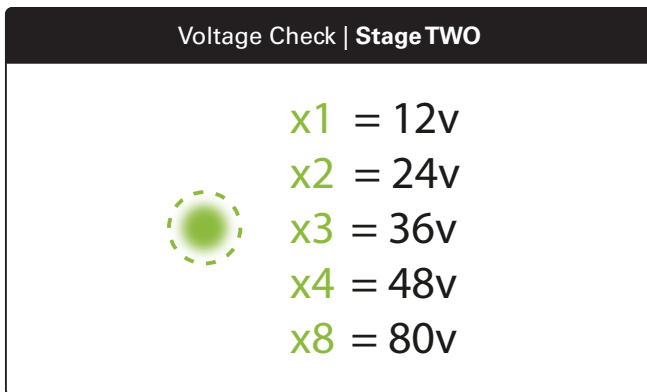 Voltage Check | Stage TWO
x1 = 12v
x2 = 24v
x3 = 36v
x4 = 48v
x8 = 80v